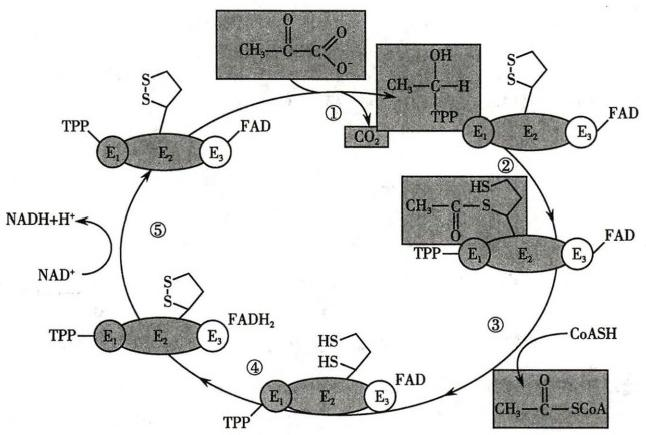 O
CH₃—C—C
O
O⁻
①
CO₂
OH
CH₃—C—H
TPP
S
S
E₁
E₂
E₃
FAD
②
HS
CH₃—C—S
O
TPP
E₁
E₂
E₃
FAD
③
CoASH
O
CH₃—C—SCoA
HS
HS
FAD
E₁
E₂
E₃
TPP
④
S
S
FADH₂
TPP
E₁
E₂
E₃
⑤
NADH+H⁺
NAD⁺
S
S
TPP
FAD
E₁
E₂
E₃